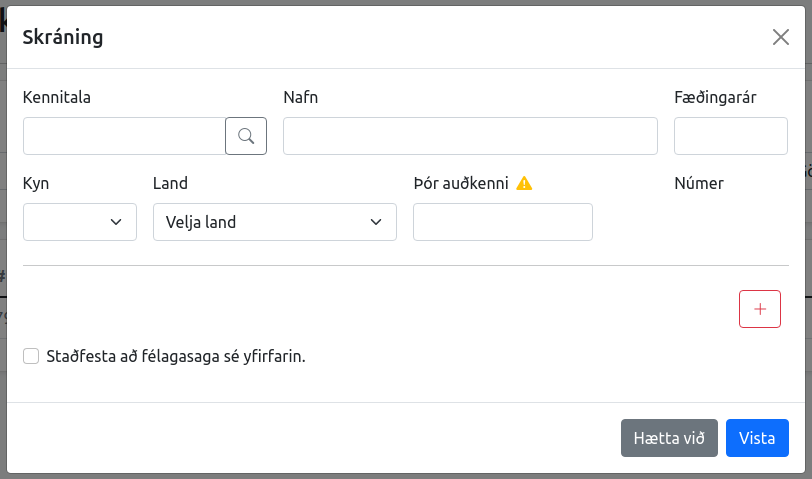 Skráning
Kennitala Nafn Fæðingarár
Kyn Land Þór auðkenni Númer
Velja land
Staðfesta að félagasaga sé yfirfarin.
Hætta við Vista